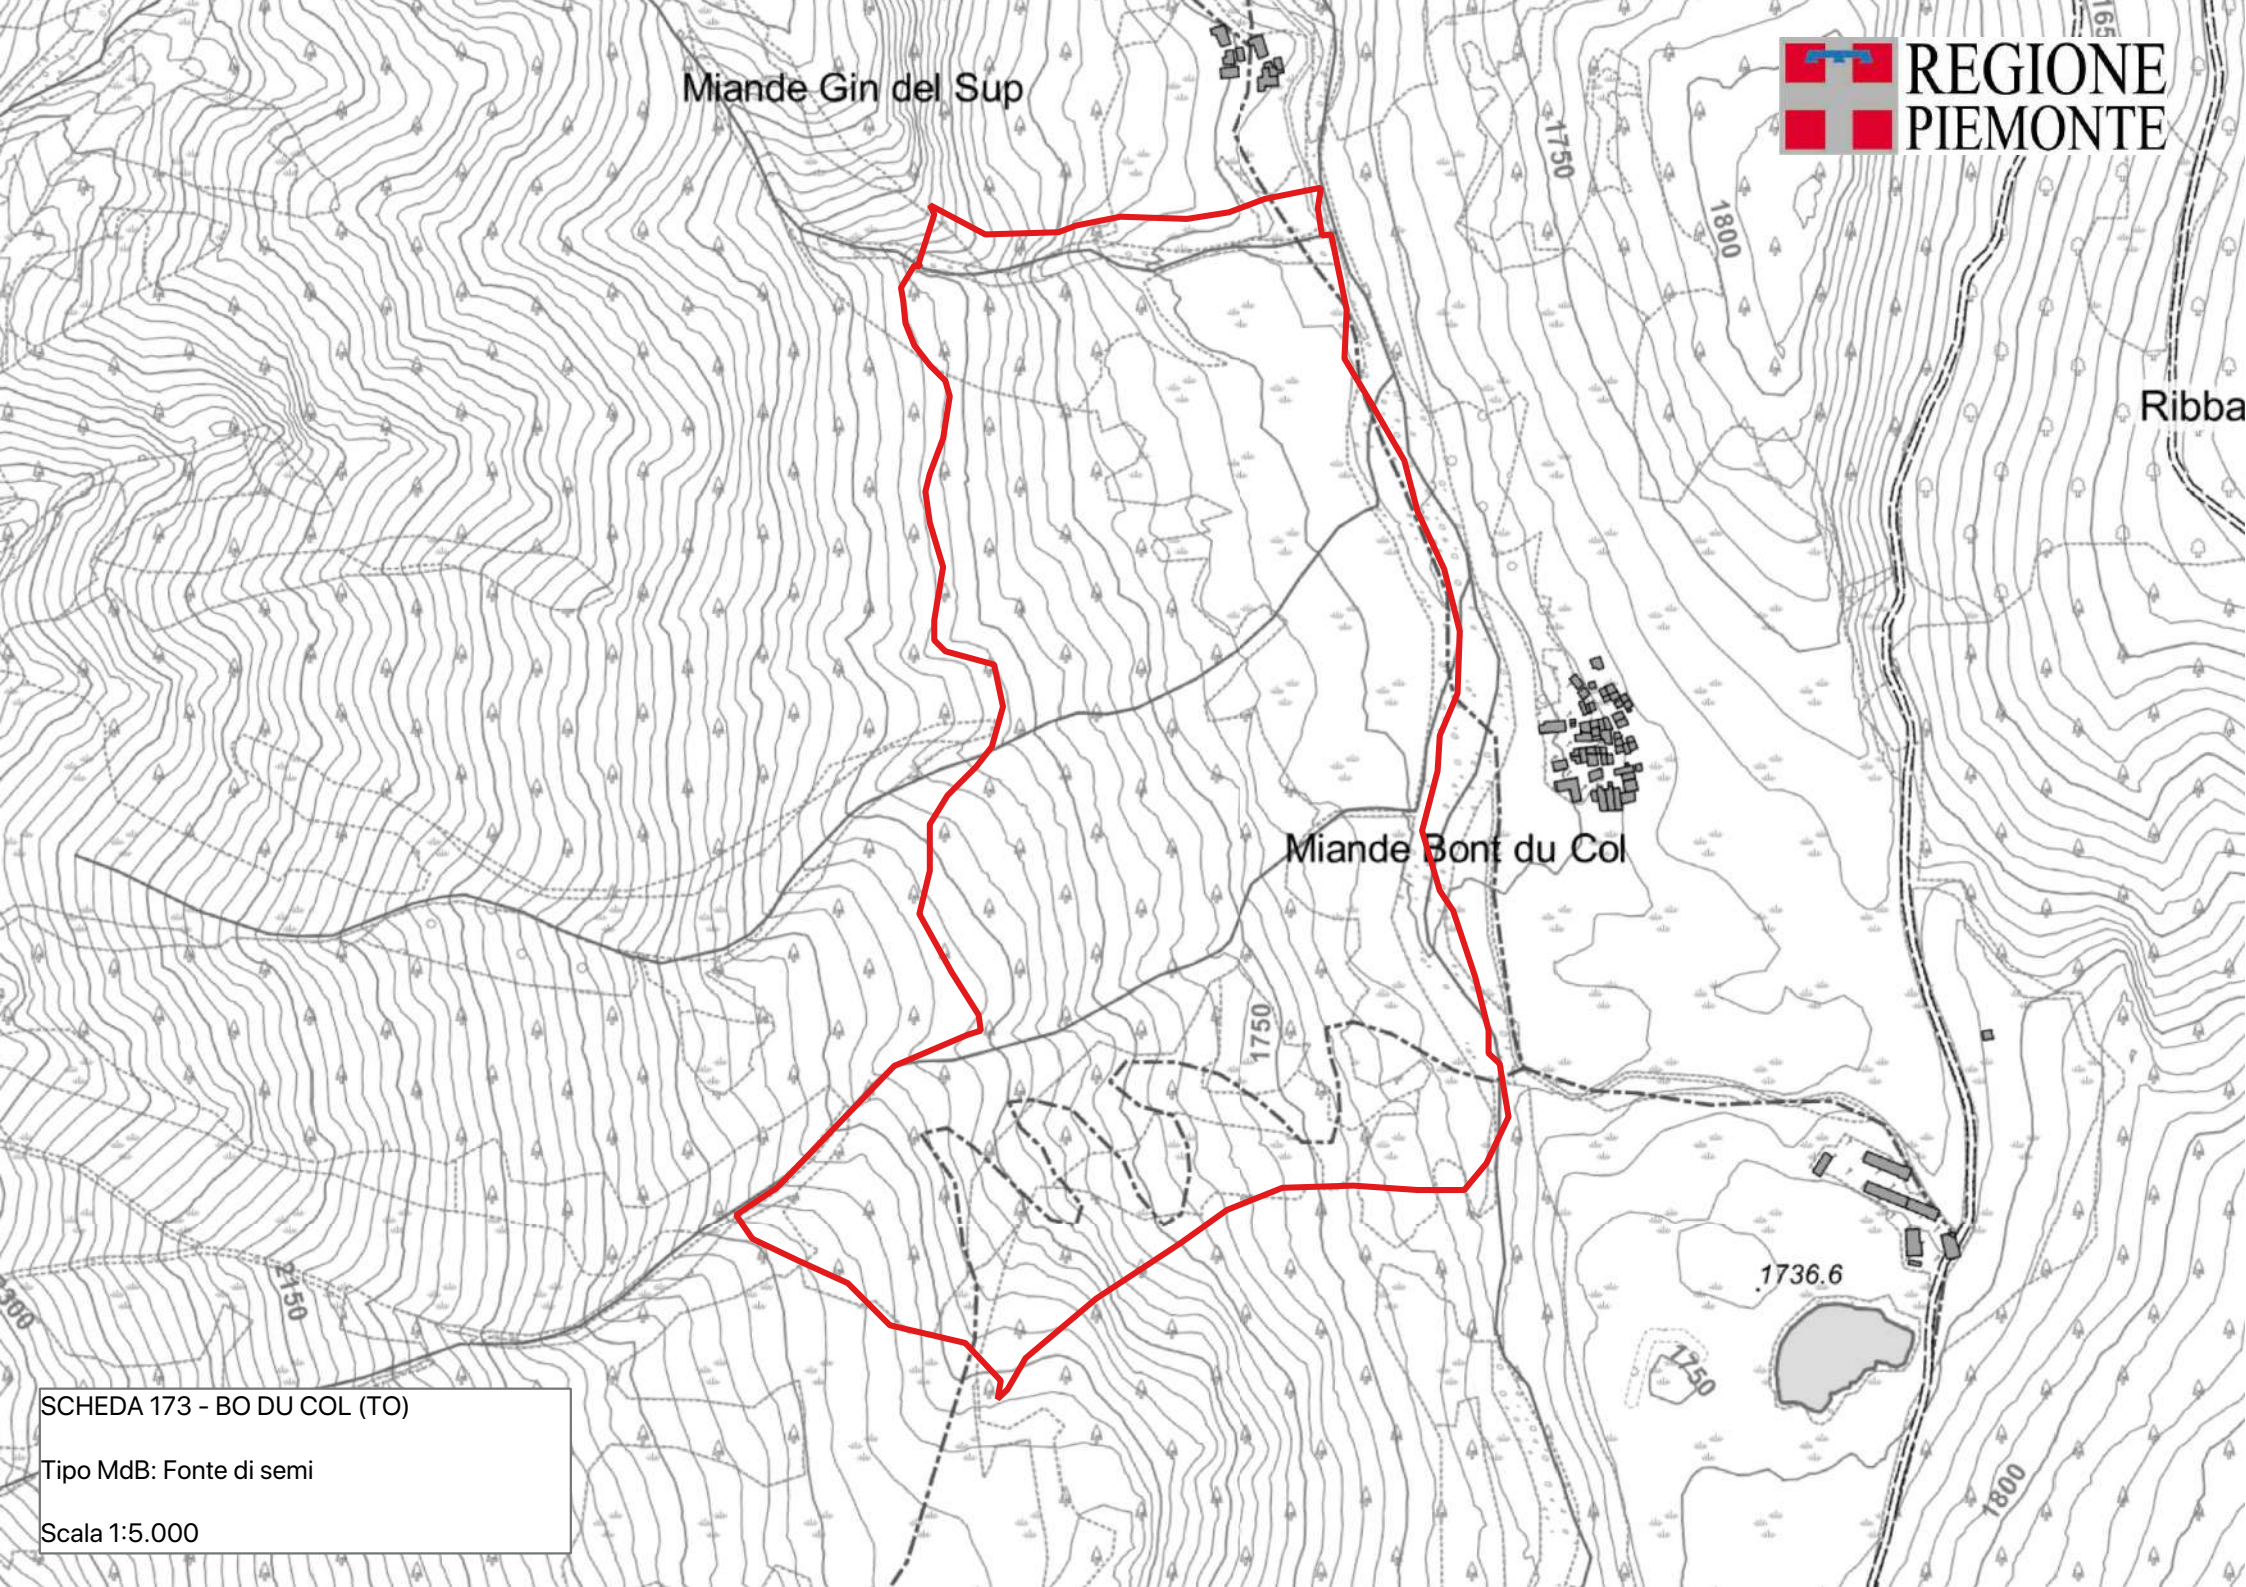 165
REGIONE
PIEMONTE
Miande Gin del Sup
1750
1800
Ribba
Miande Bont du Col
1750
1736.6
2150
1750
1800
SCHEDA 173 - BO DU COL (TO)
Tipo MdB: Fonte di semi
Scala 1:5.000